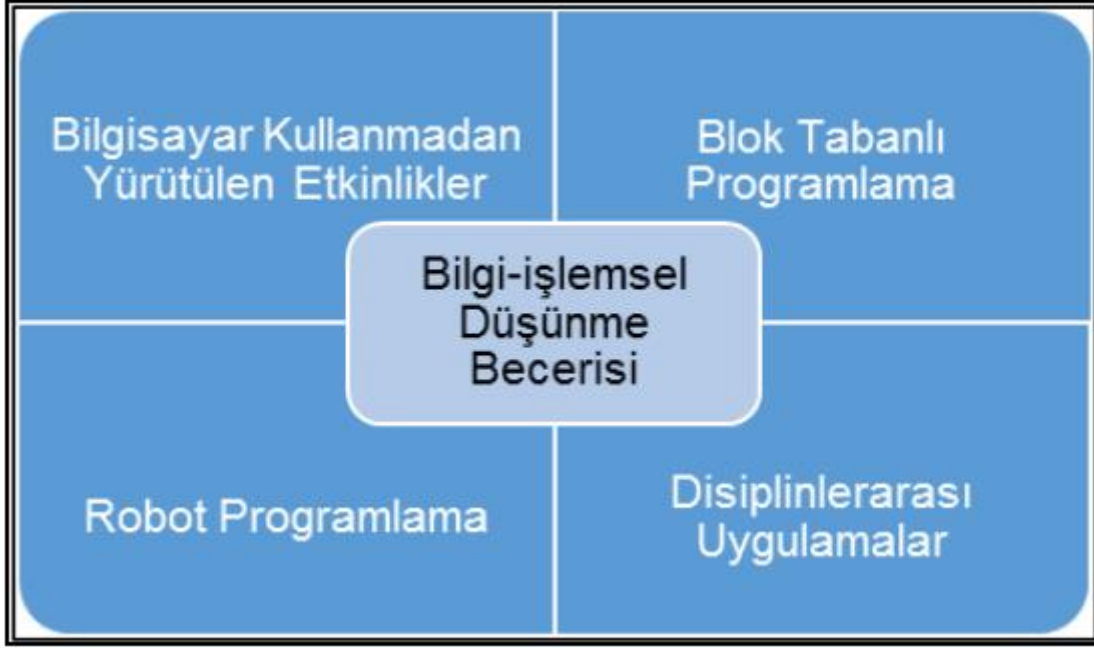 Bilgisayar Kullanmadan
Yürütülen Etkinlikler
Blok Tabanlı
Programlama
Bilgi-işlemsel
Düşünme
Becerisi
Robot Programlama
Disiplinlerarası
Uygulamalar